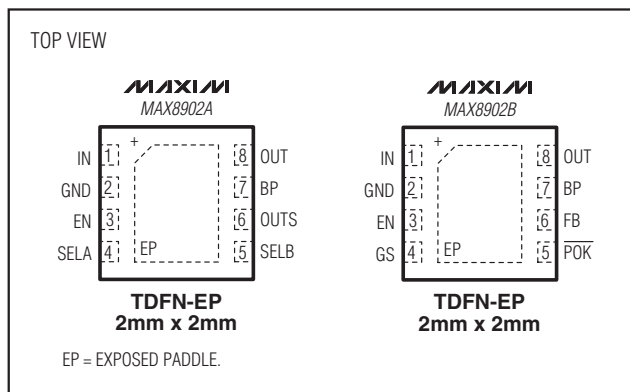 TOP VIEW
MAXIM
MAX8902A
+
IN 1
8 OUT
GND 2
7 BP
EN 3
6 OUTS
SELA 4
EP
5 SELB
TDFN-EP
2mm x 2mm
MAXIM
MAX8902B
+
IN 1
8 OUT
GND 2
7 BP
EN 3
6 FB
GS 4
EP
5 POK
TDFN-EP
2mm x 2mm
EP = EXPOSED PADDLE.